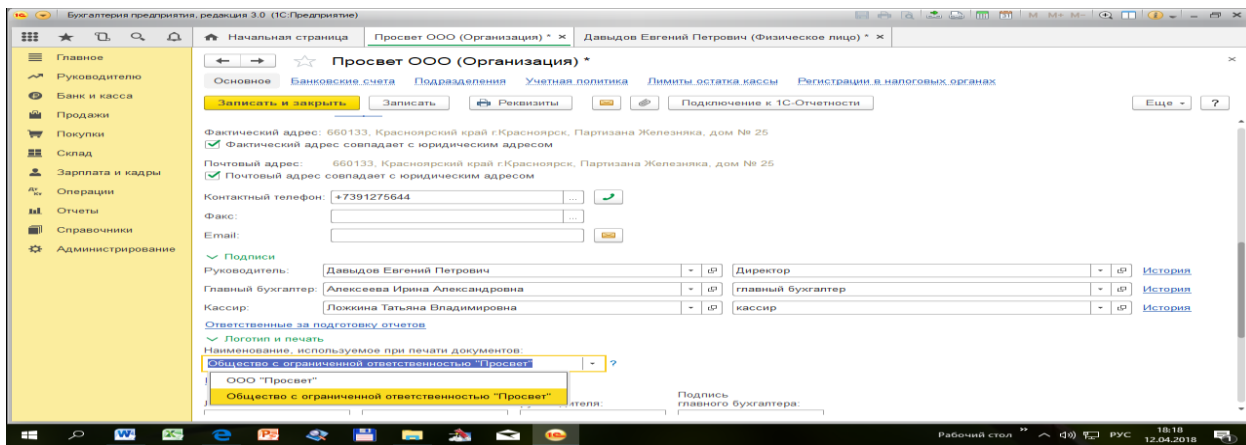 Бухгалтерия предприятия, редакция 3.0 (1С:Предприятие)
M M+ M-
Начальная страница Просвет ООО (Организация) * × Давыдов Евгений Петрович (Физическое лицо) * ×
Главное
Руководителю
Банк и касса
Продажи
Покупки
Склад
Зарплата и кадры
Операции
Отчеты
Справочники
Администрирование
Просвет ООО (Организация) *
Основное Банковские счета Подразделения Учетная политика Лимиты остатка кассы Регистрации в налоговых органах
Записать и закрыть Записать Реквизиты Подключение к 1С-Отчетности Еще ?
Фактический адрес: 660133, Красноярский край г.Красноярск, Партизана Железняка, дом № 25
Фактический адрес совпадает с юридическим адресом
Почтовый адрес: 660133, Красноярский край г.Красноярск, Партизана Железняка, дом № 25
Почтовый адрес совпадает с юридическим адресом
Контактный телефон: +7391275644 ...
Факс: ...
Email:
Подписи
Руководитель: Давыдов Евгений Петрович Директор История
Главный бухгалтер: Алексеева Ирина Александровна главный бухгалтер История
Кассир: Ложкина Татьяна Владимировна кассир История
Ответственные за подготовку отчетов
Логотип и печать
Наименование, используемое при печати документов:
Общество с ограниченной ответственностью "Просвет" ?
ООО "Просвет"
Общество с ограниченной ответственностью "Просвет"
Подпись
главного бухгалтера:
Рабочий стол РУС 18:18
12.04.2018